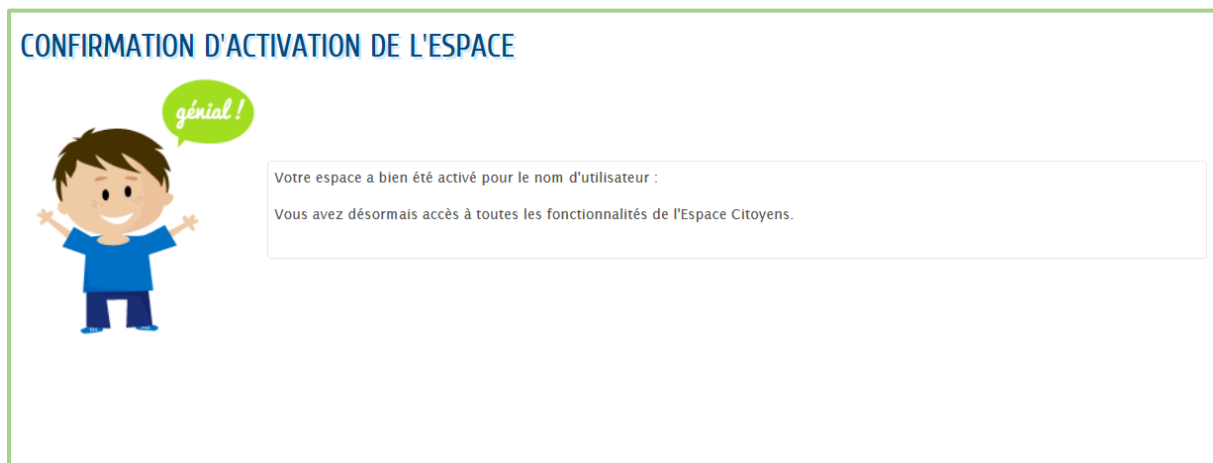 CONFIRMATION D'ACTIVATION DE L'ESPACE
génial !
Votre espace a bien été activé pour le nom d'utilisateur :
Vous avez désormais accès à toutes les fonctionnalités de l'Espace Citoyens.